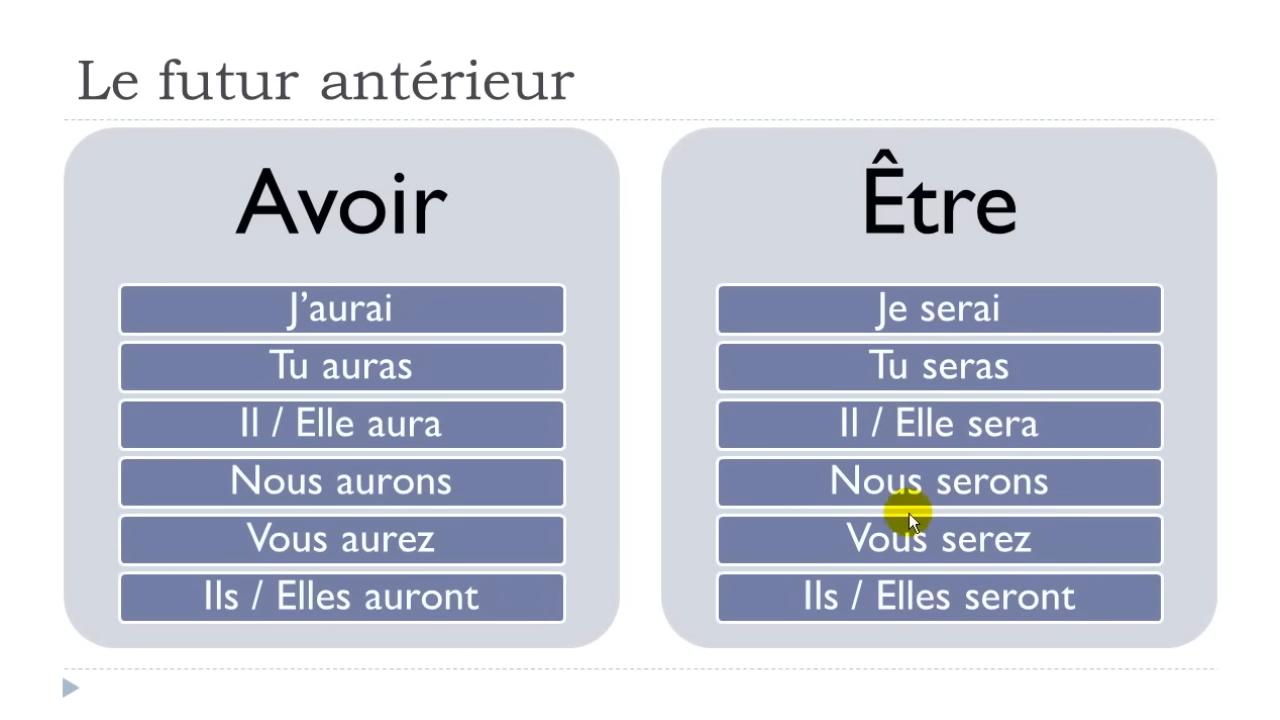 Le futur antérieur
Avoir
J’aurai
Tu auras
Il / Elle aura
Nous aurons
Vous aurez
Ils / Elles auront
Être
Je serai
Tu seras
Il / Elle sera
Nous serons
Vous serez
Ils / Elles seront